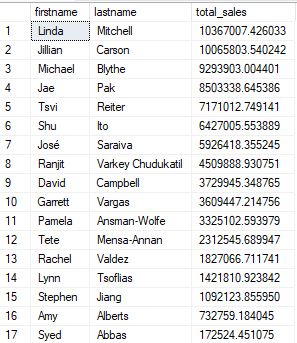 firstname lastname total_sales
1 Linda Mitchell 10367007.426033
2 Jillian Carson 10065803.540242
3 Michael Blythe 9293903.004401
4 Jae Pak 8503338.645386
5 Tsvi Reiter 7171012.749141
6 Shu Ito 6427005.553889
7 José Saraiva 5926418.355245
8 Ranjit Varkey Chudukatil 4509888.930751
9 David Campbell 3729945.348765
10 Garrett Vargas 3609447.214756
11 Pamela Ansman-Wolfe 3325102.593979
12 Tete Mensa-Annan 2312545.689947
13 Rachel Valdez 1827066.711741
14 Lynn Tsoflias 1421810.923842
15 Stephen Jiang 1092123.855950
16 Amy Alberts 732759.184045
17 Syed Abbas 172524.451075